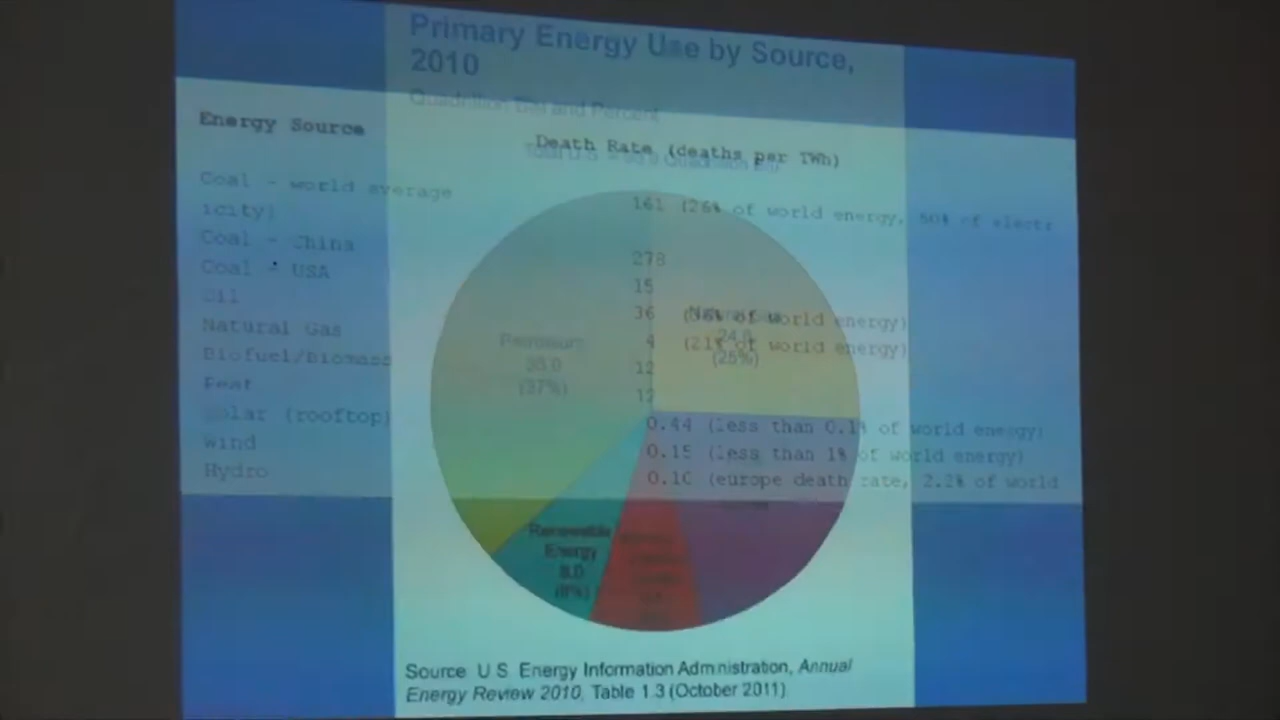 Primary Energy Use by Source,
2010
Quadrillion Btu and Percent
Energy Source
Death Rate (deaths per TWh)
Coal - world average
161 (26% of world energy, 50% of electr
icity)
Coal - China
278
Coal - USA
15
Oil
36 (36% of world energy)
Natural Gas
4 (21% of world energy)
Biofuel/Biomass
12
Peat
12
Solar (rooftop)
0.44 (less than 0.1% of world energy)
Wind
0.15 (less than 1% of world energy)
Hydro
0.10 (europe death rate, 2.2% of world
Petroleum
(37%)
(25%)
Renewable
Energy
8.0
(8%)
Source: U.S. Energy Information Administration, Annual
Energy Review 2010, Table 1.3 (October 2011)